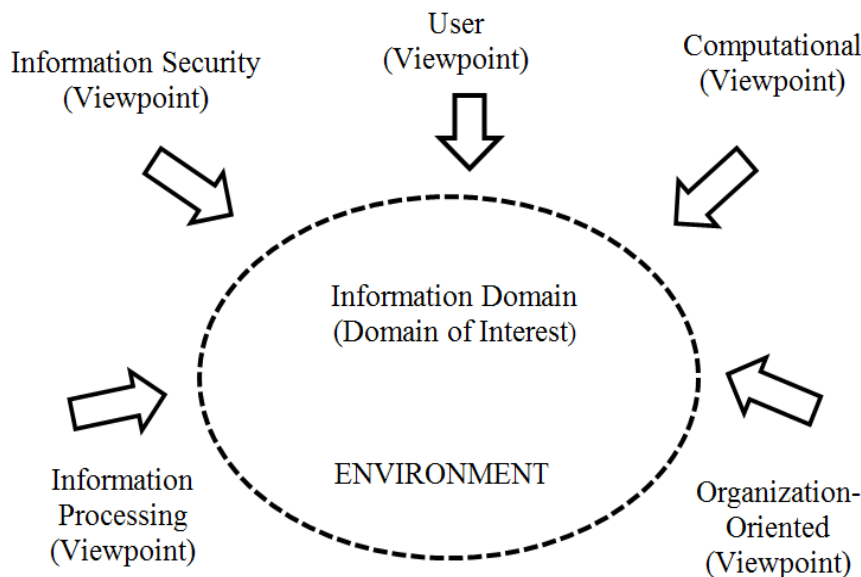 User
(Viewpoint)
Information Security
(Viewpoint)
Computational
(Viewpoint)
Information Domain
(Domain of Interest)
ENVIRONMENT
Information
Processing
(Viewpoint)
Organization-
Oriented
(Viewpoint)